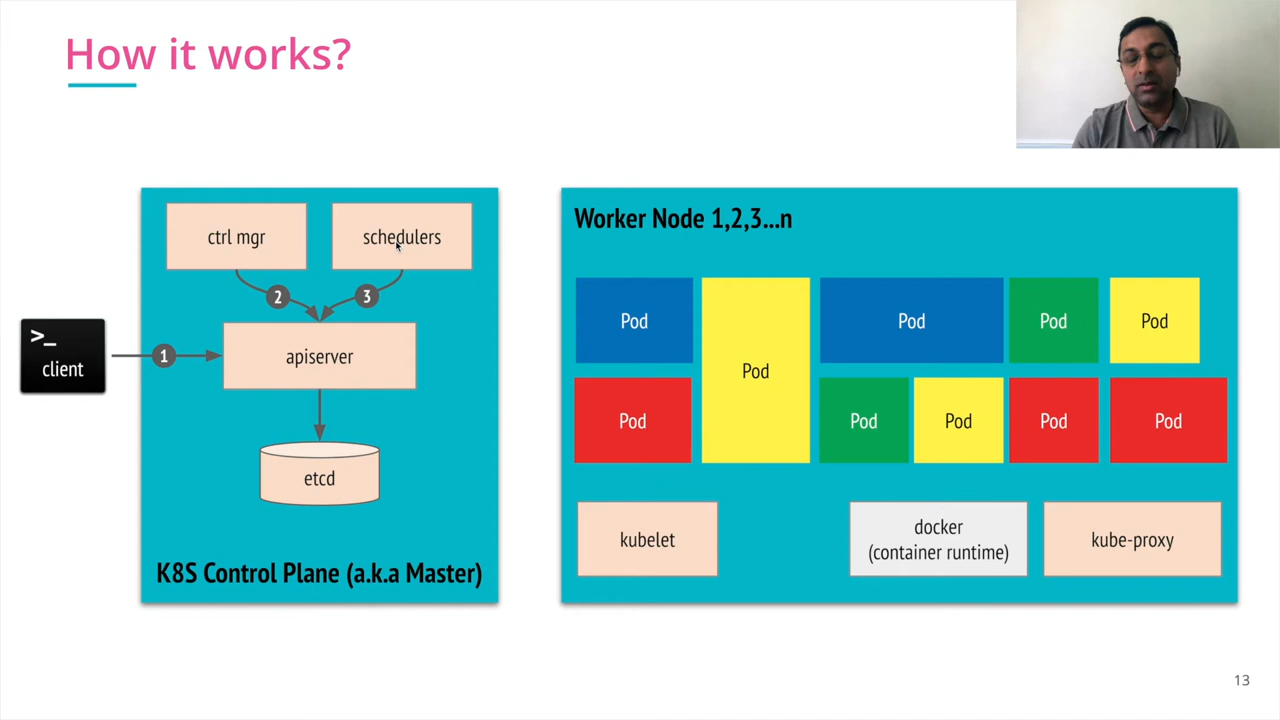 How it works?
ctrl mgr
schedulers
2
3
>_
client
1
apiserver
etcd
K8S Control Plane (a.k.a Master)
Worker Node 1,2,3...n
Pod
Pod
Pod
Pod
Pod
Pod
Pod
Pod
Pod
Pod
kubelet
docker
(container runtime)
kube-proxy
13